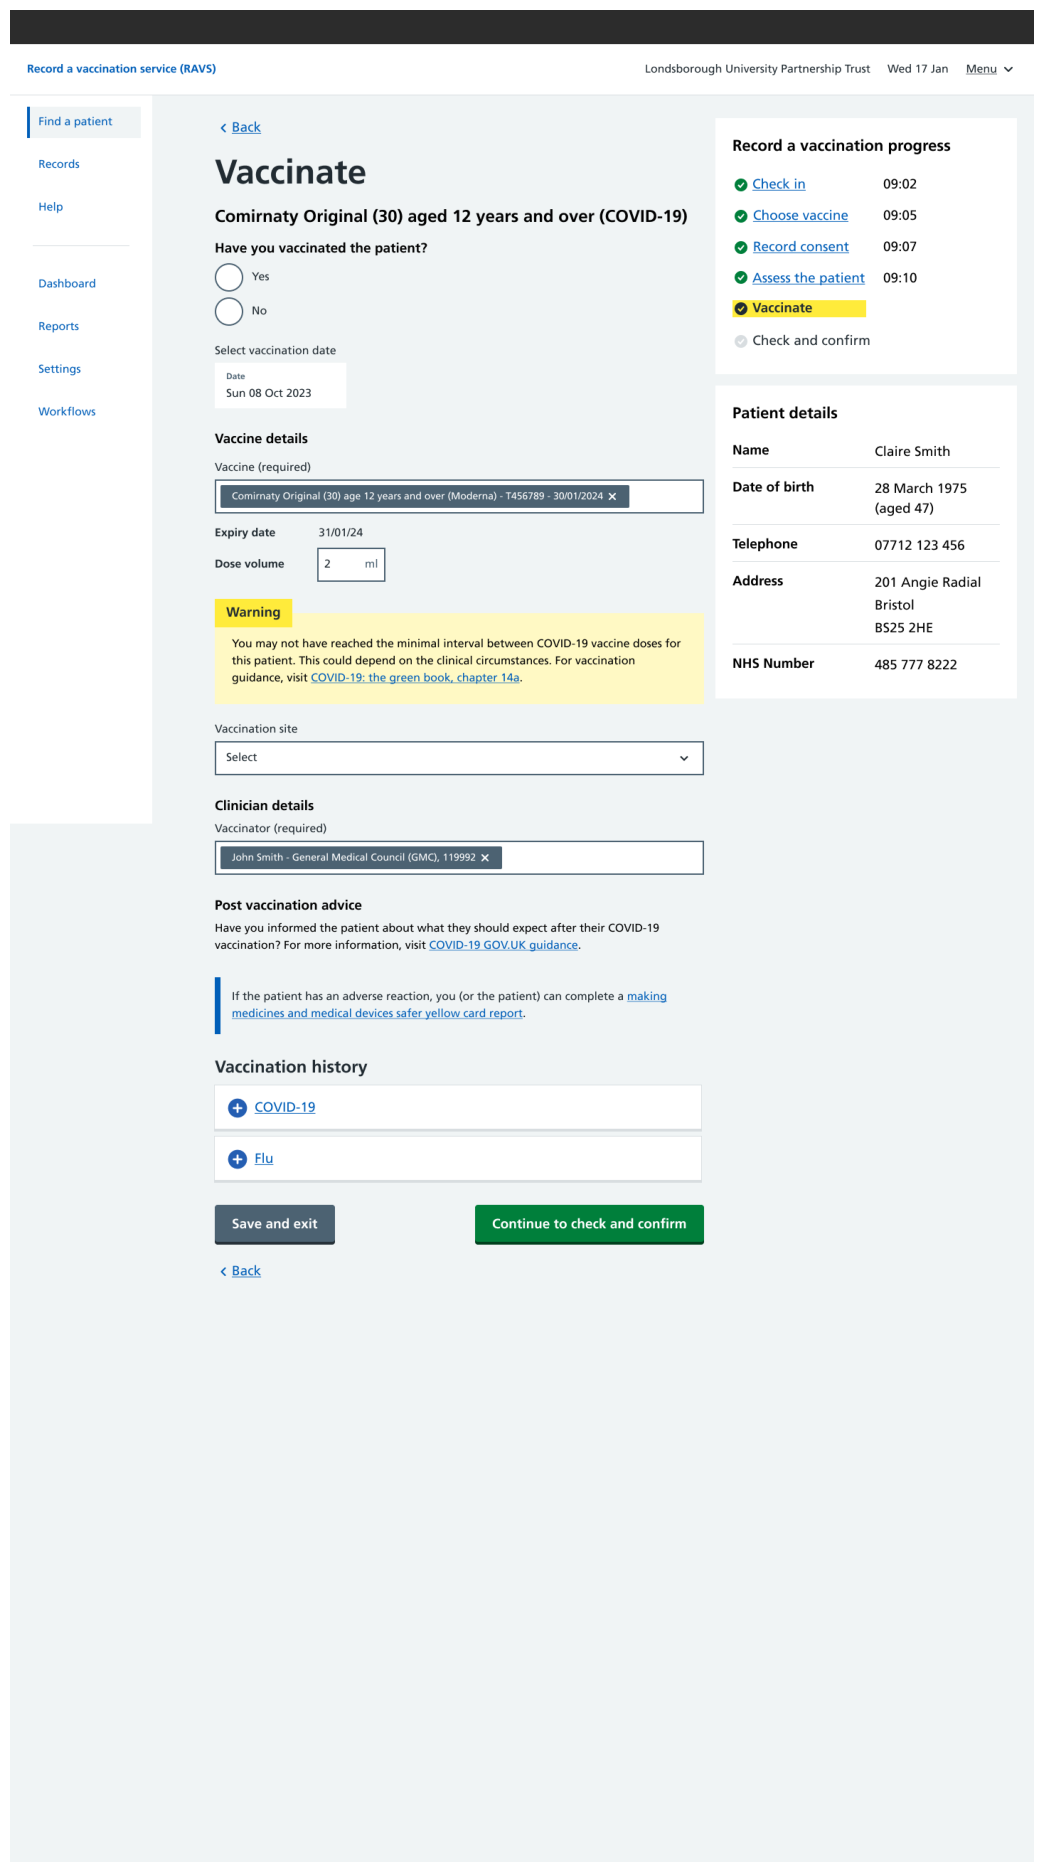 Record a vaccination service (RAVS)
Londsborough University Partnership Trust Wed 17 Jan Menu
Find a patient
Records
Help
Dashboard
Reports
Settings
Workflows
Back
Vaccinate
Comirnaty Original (30) aged 12 years and over (COVID-19)
Have you vaccinated the patient?
Yes
No
Select vaccination date
Date
Sun 08 Oct 2023
Vaccine details
Vaccine (required)
Comirnaty Original (30) age 12 years and over (Moderna) - T456789 - 30/01/2024
Expiry date 31/01/24
Dose volume 2 ml
Warning
You may not have reached the minimal interval between COVID-19 vaccine doses for
this patient. This could depend on the clinical circumstances. For vaccination
guidance, visit COVID-19: the green book, chapter 14a.
Vaccination site
Select
Clinician details
Vaccinator (required)
John Smith - General Medical Council (GMC), 119992
Post vaccination advice
Have you informed the patient about what they should expect after their COVID-19
vaccination? For more information, visit COVID-19 GOV.UK guidance.
If the patient has an adverse reaction, you (or the patient) can complete a making
medicines and medical devices safer yellow card report.
Vaccination history
COVID-19
Flu
Save and exit
Continue to check and confirm
Back
Record a vaccination progress
Check in 09:02
Choose vaccine 09:05
Record consent 09:07
Assess the patient 09:10
Vaccinate
Check and confirm
Patient details
Name Claire Smith
Date of birth 28 March 1975
(aged 47)
Telephone 07712 123 456
Address 201 Angie Radial
Bristol
BS25 2HE
NHS Number 485 777 8222